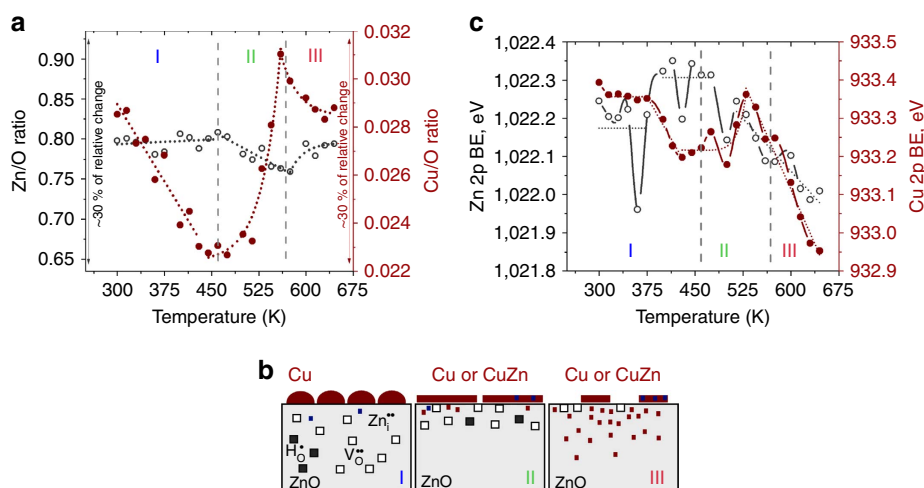 a
I
II
III
0.90
0.85
0.80
0.75
0.70
0.65
Zn/O ratio
~30 % of relative change
~30 % of relative change
0.032
0.030
0.028
0.026
0.024
0.022
Cu/O ratio
300 375 450 525 600 675
Temperature (K)
c
1,022.4
1,022.3
1,022.2
1,022.1
1,022.0
1,021.9
1,021.8
Zn 2p BE, eV
I
II
III
933.5
933.4
933.3
933.2
933.1
933.0
932.9
Cu 2p BE, eV
300 375 450 525 600 675
Temperature (K)
b
Cu
Cu or CuZn
Cu or CuZn
Zn••i
H•O
V••O
ZnO
I
ZnO
II
ZnO
III